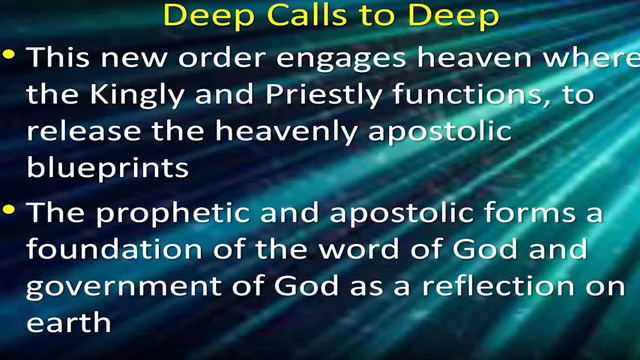 Deep Calls to Deep
• This new order engages heaven where
the Kingly and Priestly functions, to
release the heavenly apostolic
blueprints
• The prophetic and apostolic forms a
foundation of the word of God and
government of God as a reflection on
earth